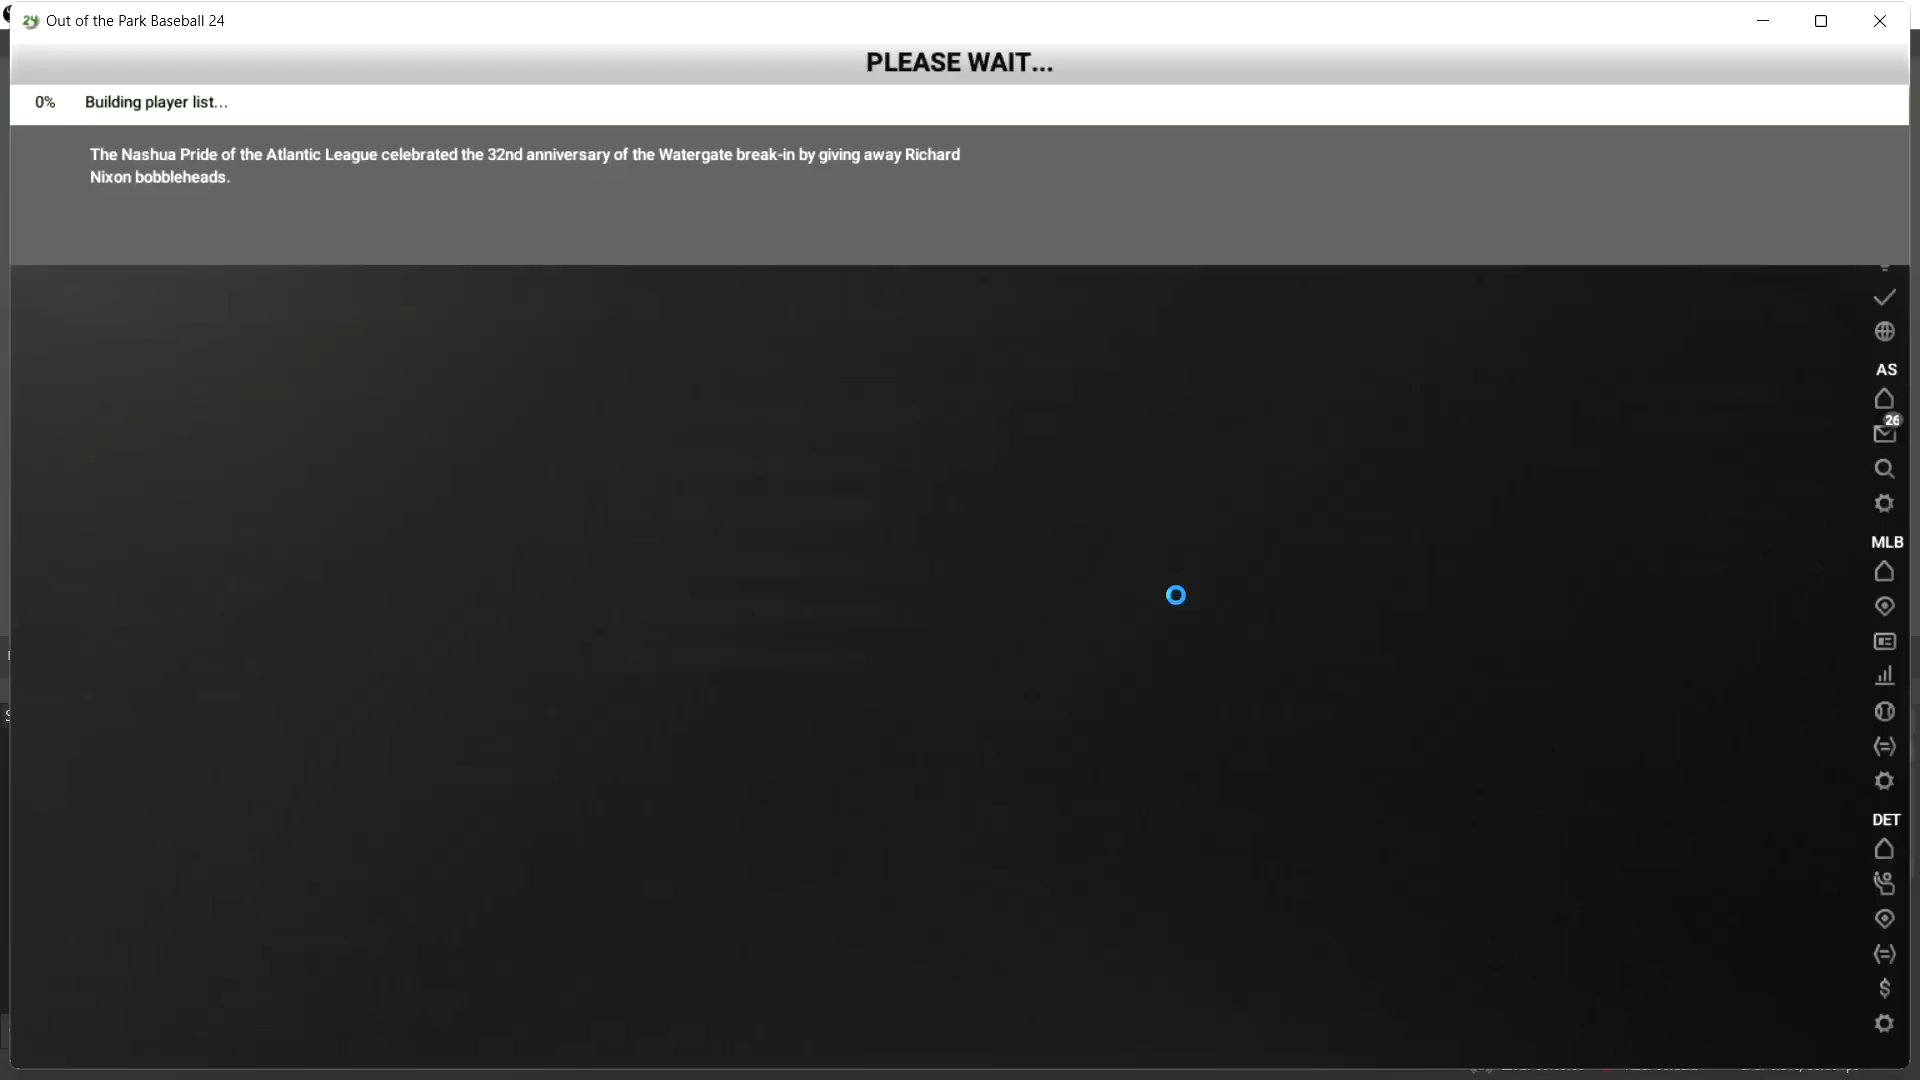 Out of the Park Baseball 24
PLEASE WAIT...
0% Building player list...
The Nashua Pride of the Atlantic League celebrated the 32nd anniversary of the Watergate break-in by giving away Richard
Nixon bobbleheads.
AS
26
MLB
DET